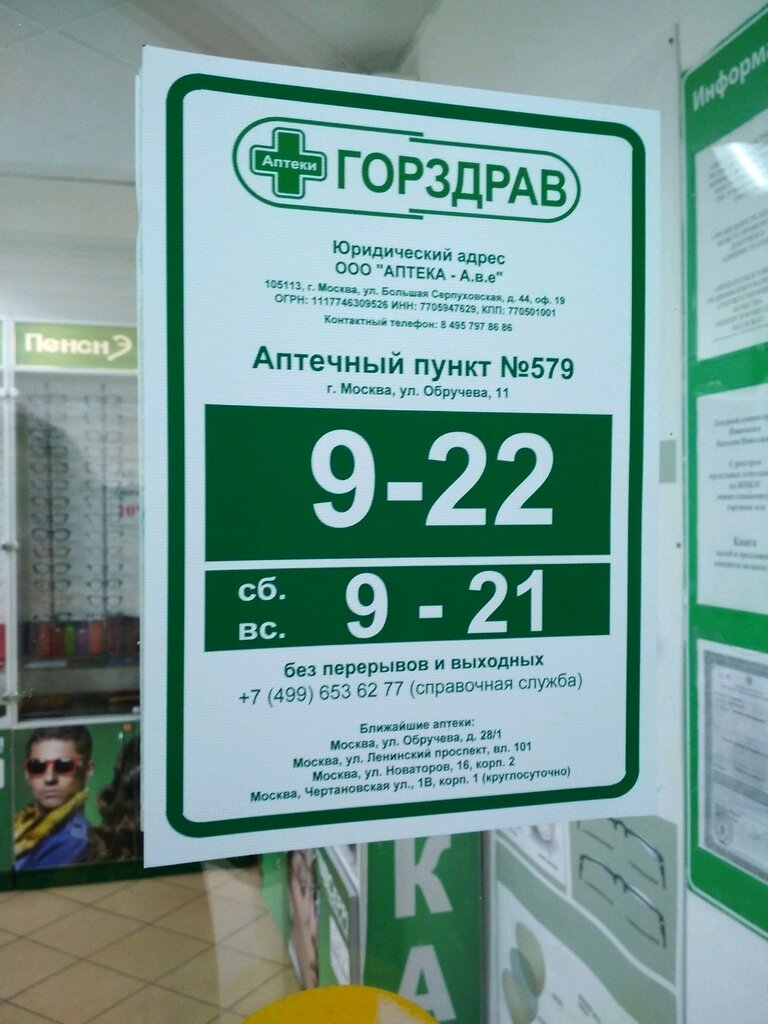 Аптеки ГОРЗДРАВ
Юридический адрес
ООО "АПТЕКА - А.в.е"
105113, г. Москва, ул. Большая Серпуховская, д. 44, оф. 19
ОГРН: 1117746309526 ИНН: 7705947629, КПП: 770501001
Контактный телефон: 8 495 797 86 86
Аптечный пункт №579
г. Москва, ул. Обручева, 11
9-22
сб.
вс.
9 - 21
без перерывов и выходных
+7 (499) 653 62 77 (справочная служба)
Ближайшие аптеки:
Москва, ул. Обручева, д. 28/1
Москва, ул. Ленинский проспект, вл. 101
Москва, ул. Новаторов, 16, корп. 2
Москва, Чертановская ул., 1В, корп. 1 (круглосуточно)
ПенснЭ
Информ
Книга
К
А